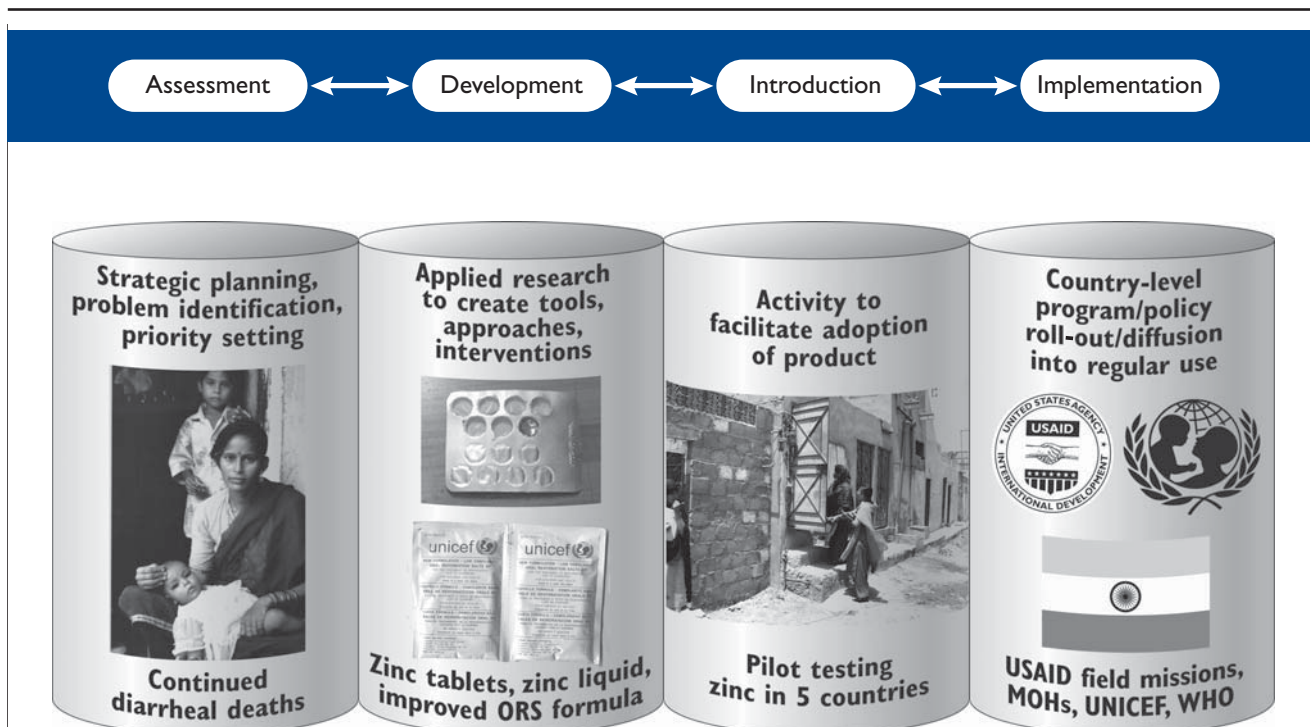 Assessment
Development
Introduction
Implementation
Strategic planning,
problem identification,
priority setting
Continued
diarrheal deaths
Applied research
to create tools,
approaches,
interventions
unicef
unicef
Zinc tablets, zinc liquid,
improved ORS formula
Activity to
facilitate adoption
of product
Pilot testing
zinc in 5 countries
Country-level
program/policy
roll-out/diffusion
into regular use
UNITED STATES AGENCY
USAID
INTERNATIONAL DEVELOPMENT
USAID field missions,
MOHs, UNICEF, WHO